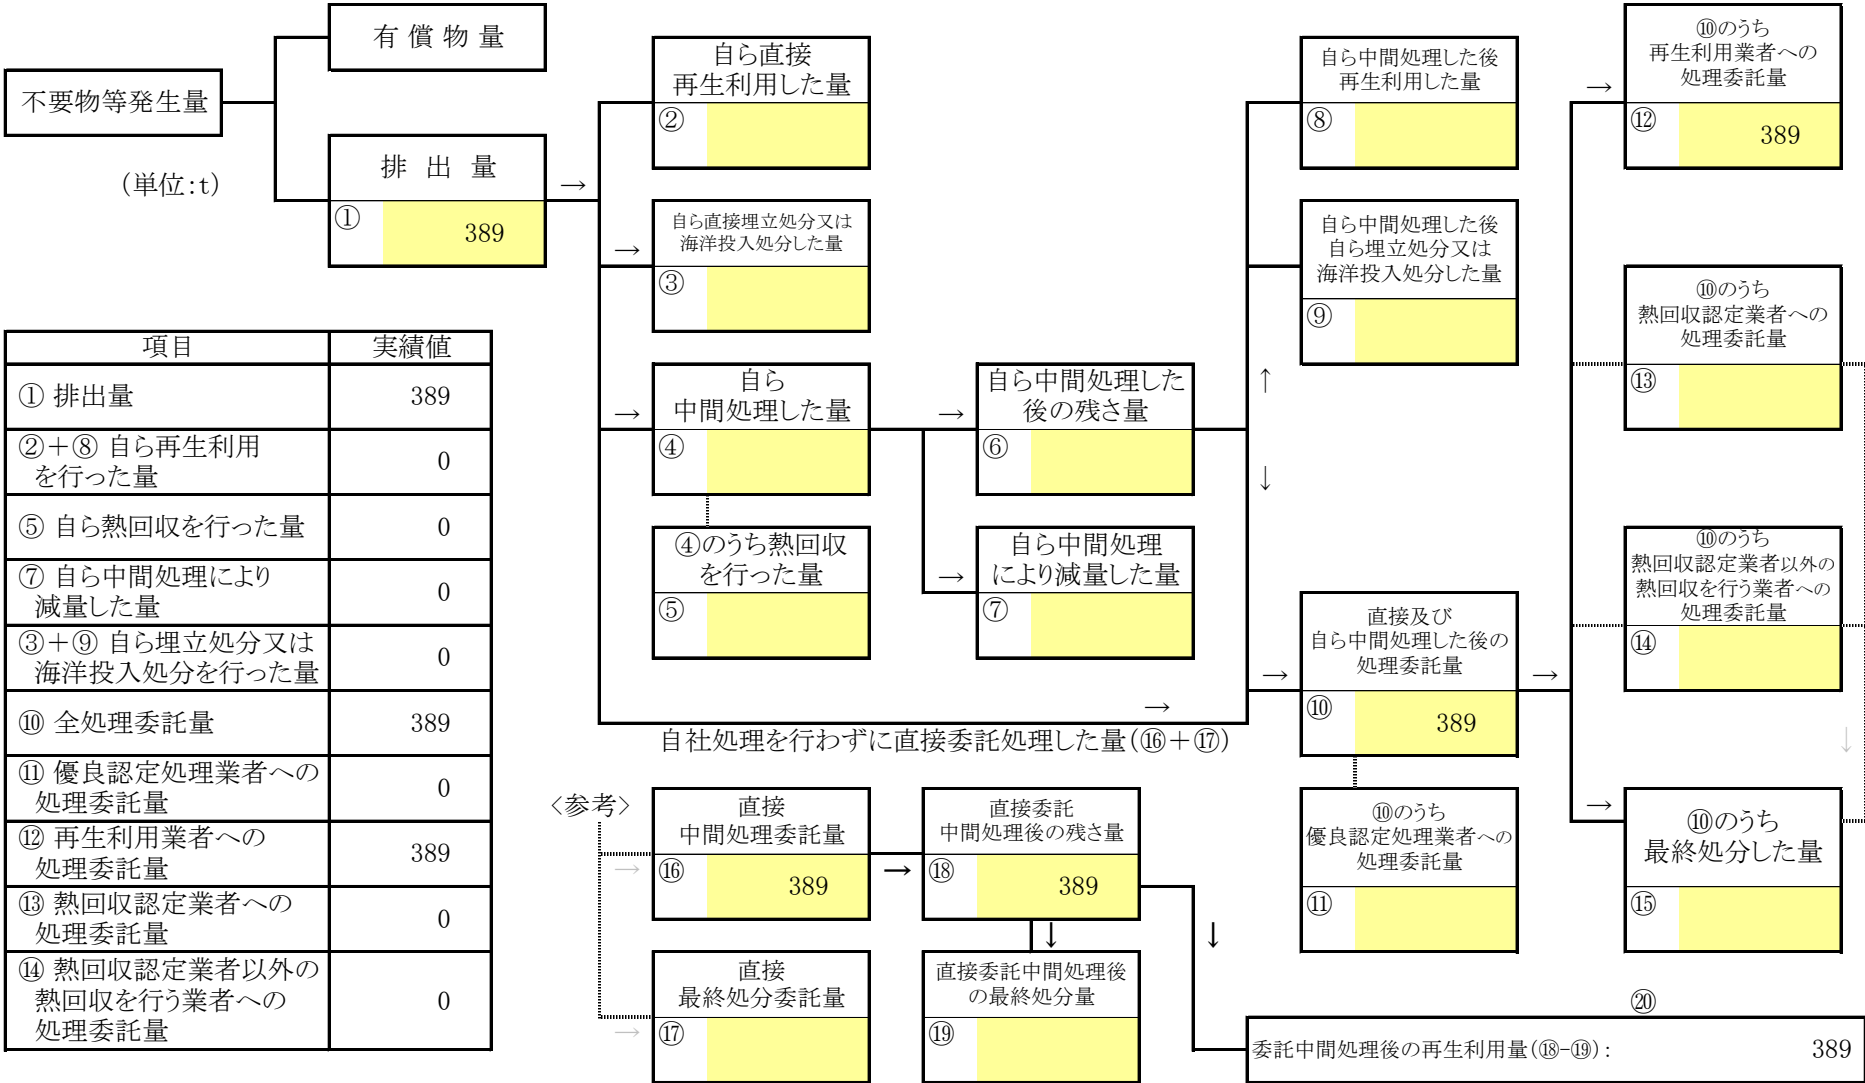 不要物等発生量
(単位:t)
有 償 物 量
排 出 量
→
① 389
自ら直接
再生利用した量
②
→
自ら直接埋立処分又は
海洋投入処分した量
③
→
自ら
中間処理した量
④
④のうち熱回収
を行った量
⑤
→
自ら中間処理した
後の残さ量
⑥
→
自ら中間処理
により減量した量
⑦
↑
↓
自ら中間処理した後
再生利用した量
⑧
自ら中間処理した後
自ら埋立処分又は
海洋投入処分した量
⑨
→
自社処理を行わずに直接委託処理した量(⑯+⑰)
→
直接及び
自ら中間処理した後の
処理委託量
⑩ 389
⑩のうち
優良認定処理業者への
処理委託量
⑪
→
→
⑩のうち
再生利用業者への
処理委託量
⑫ 389
⑩のうち
熱回収認定業者への
処理委託量
⑬
⑩のうち
熱回収認定業者以外の
熱回収を行う業者への
処理委託量
⑭
↓
→
⑩のうち
最終処分した量
⑮
項目 実績値
① 排出量 389
②+⑧ 自ら再生利用
を行った量 0
⑤ 自ら熱回収を行った量 0
⑦ 自ら中間処理により
減量した量 0
③+⑨ 自ら埋立処分又は
海洋投入処分を行った量 0
⑩ 全処理委託量 389
⑪ 優良認定処理業者への
処理委託量 0
⑫ 再生利用業者への
処理委託量 389
⑬ 熱回収認定業者への
処理委託量 0
⑭ 熱回収認定業者以外の
熱回収を行う業者への
処理委託量 0
<参考>
→
直接
中間処理委託量
⑯ 389
→
直接委託
中間処理後の残さ量
⑱ 389
↓
↓
→
直接
最終処分委託量
⑰
直接委託中間処理後
の最終処分量
⑲
⑳
委託中間処理後の再生利用量(⑱-⑲): 389